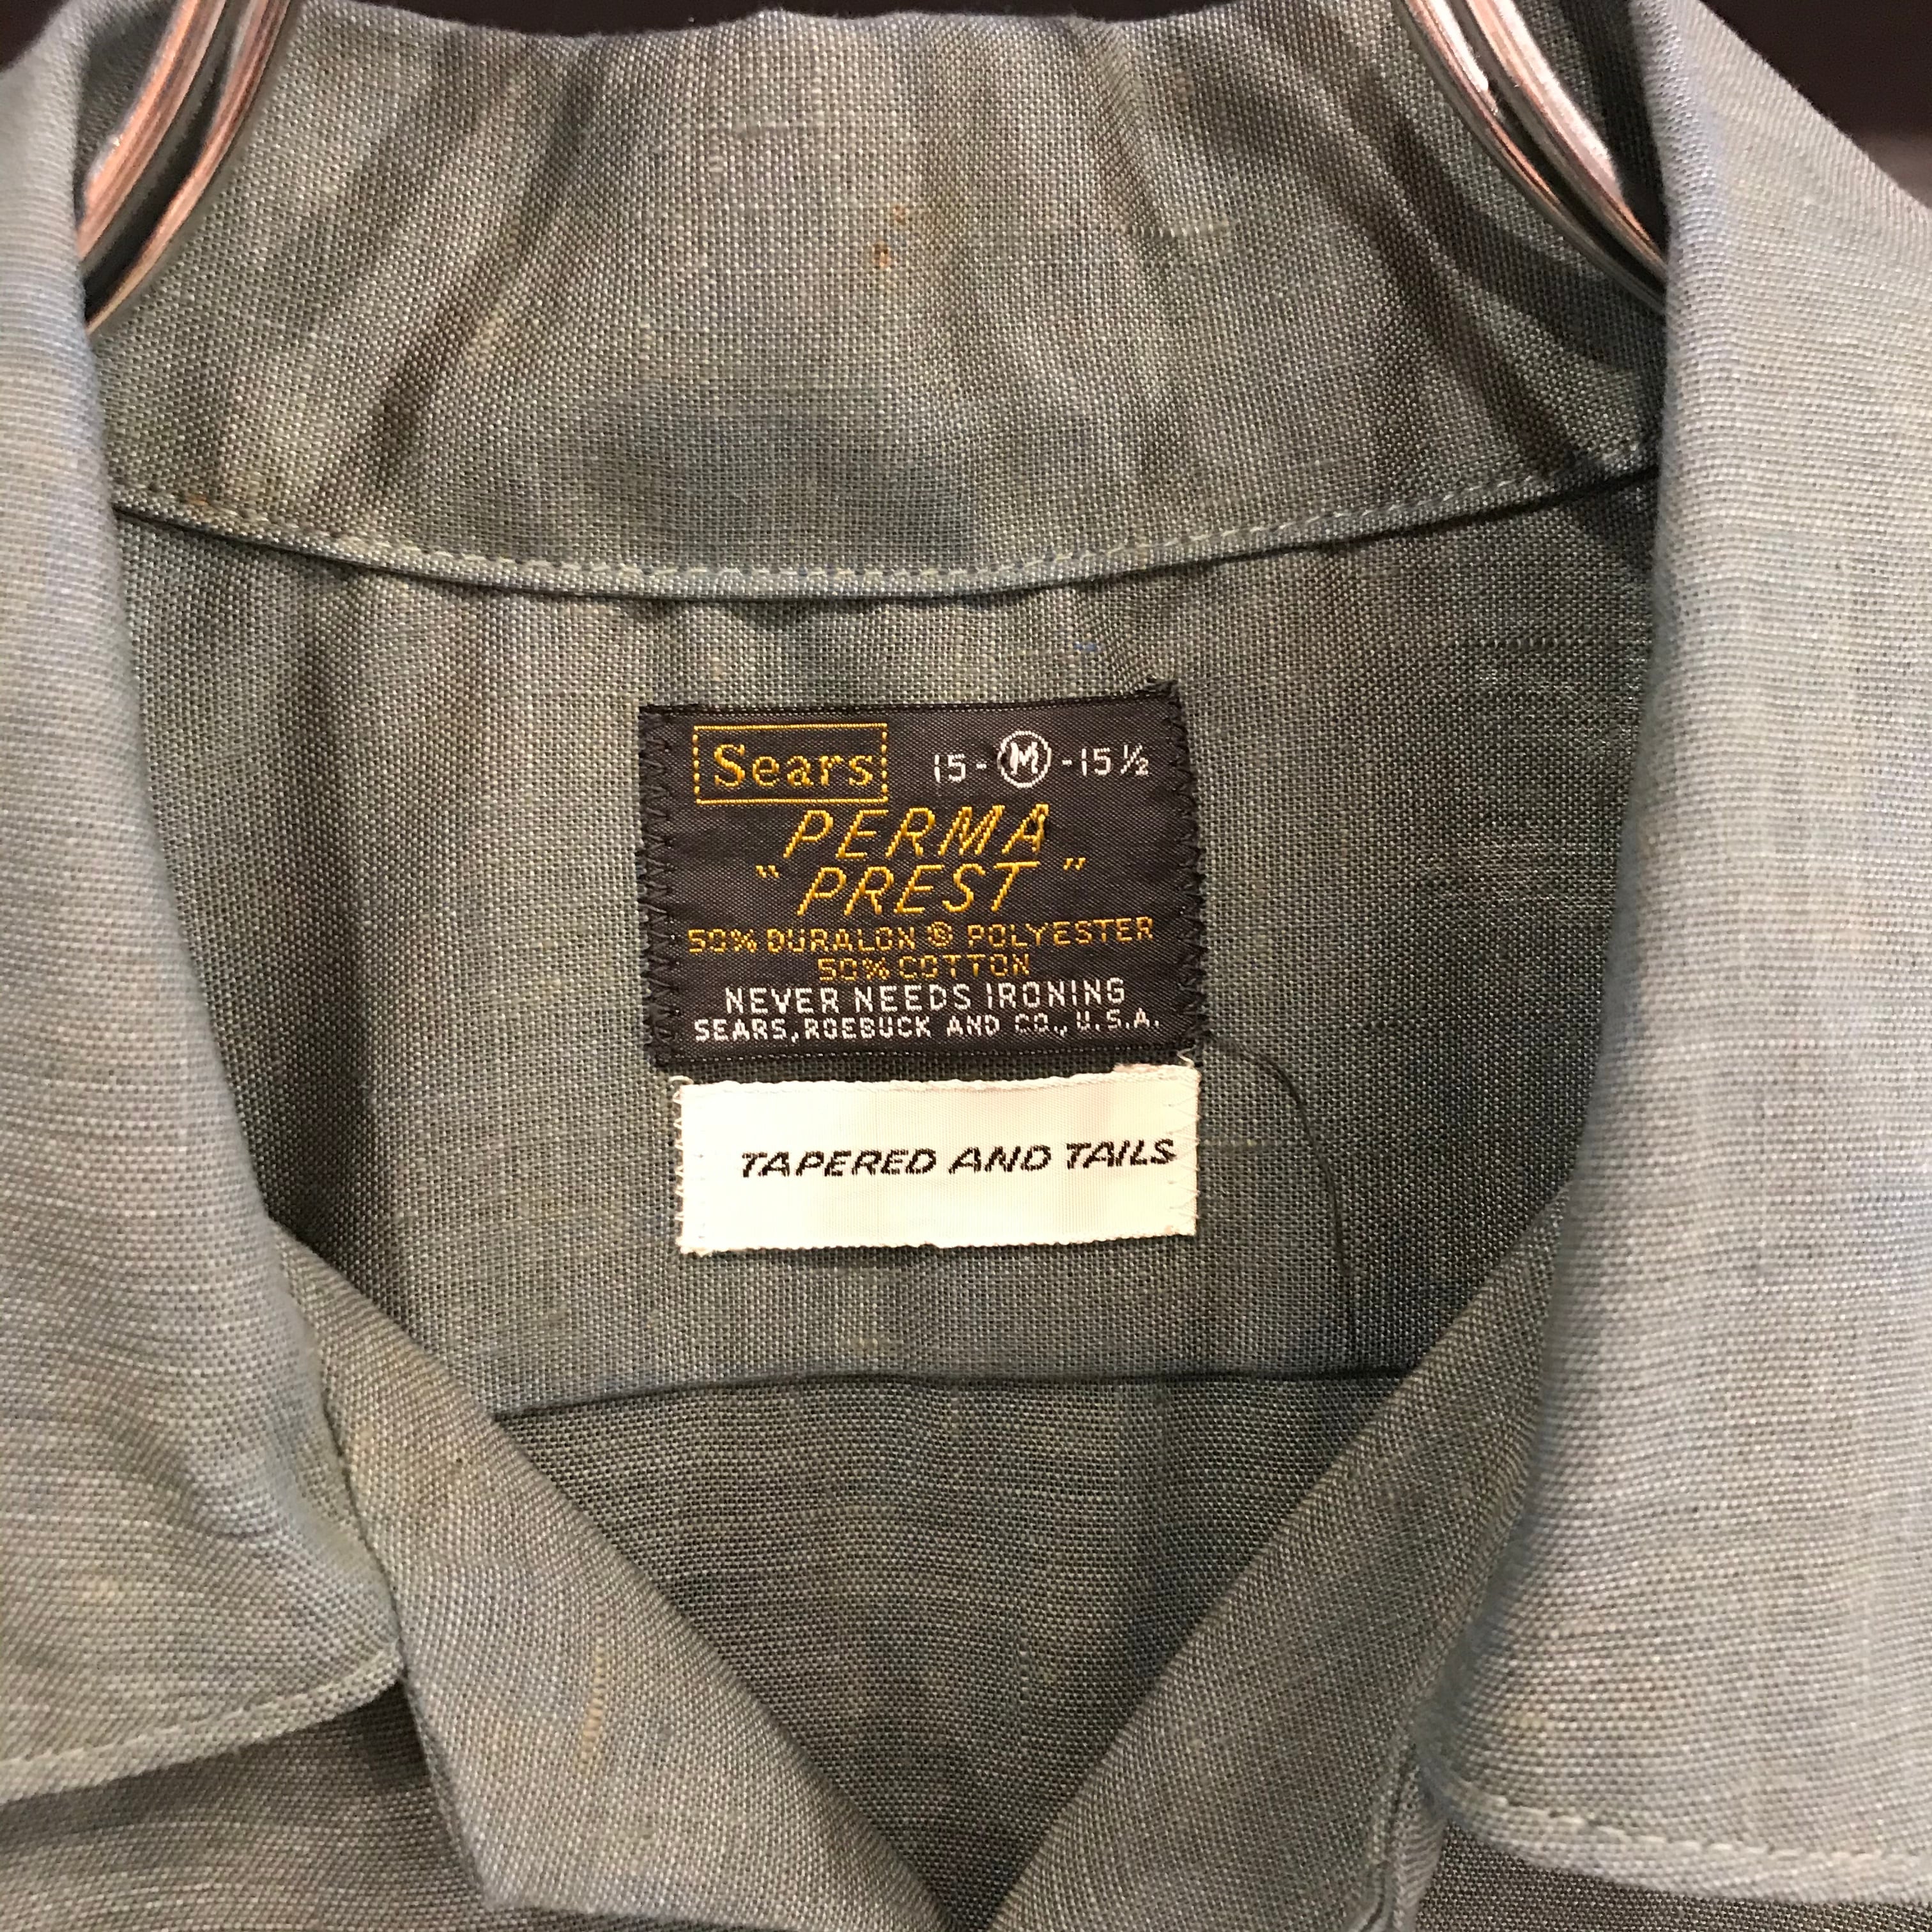 Sears 15-M-15½
PERMA
"PREST"
50% DURALON ® POLYESTER
50% COTTON
NEVER NEEDS IRONING
SEARS, ROEBUCK AND CO., U.S.A.
TAPERED AND TAILS